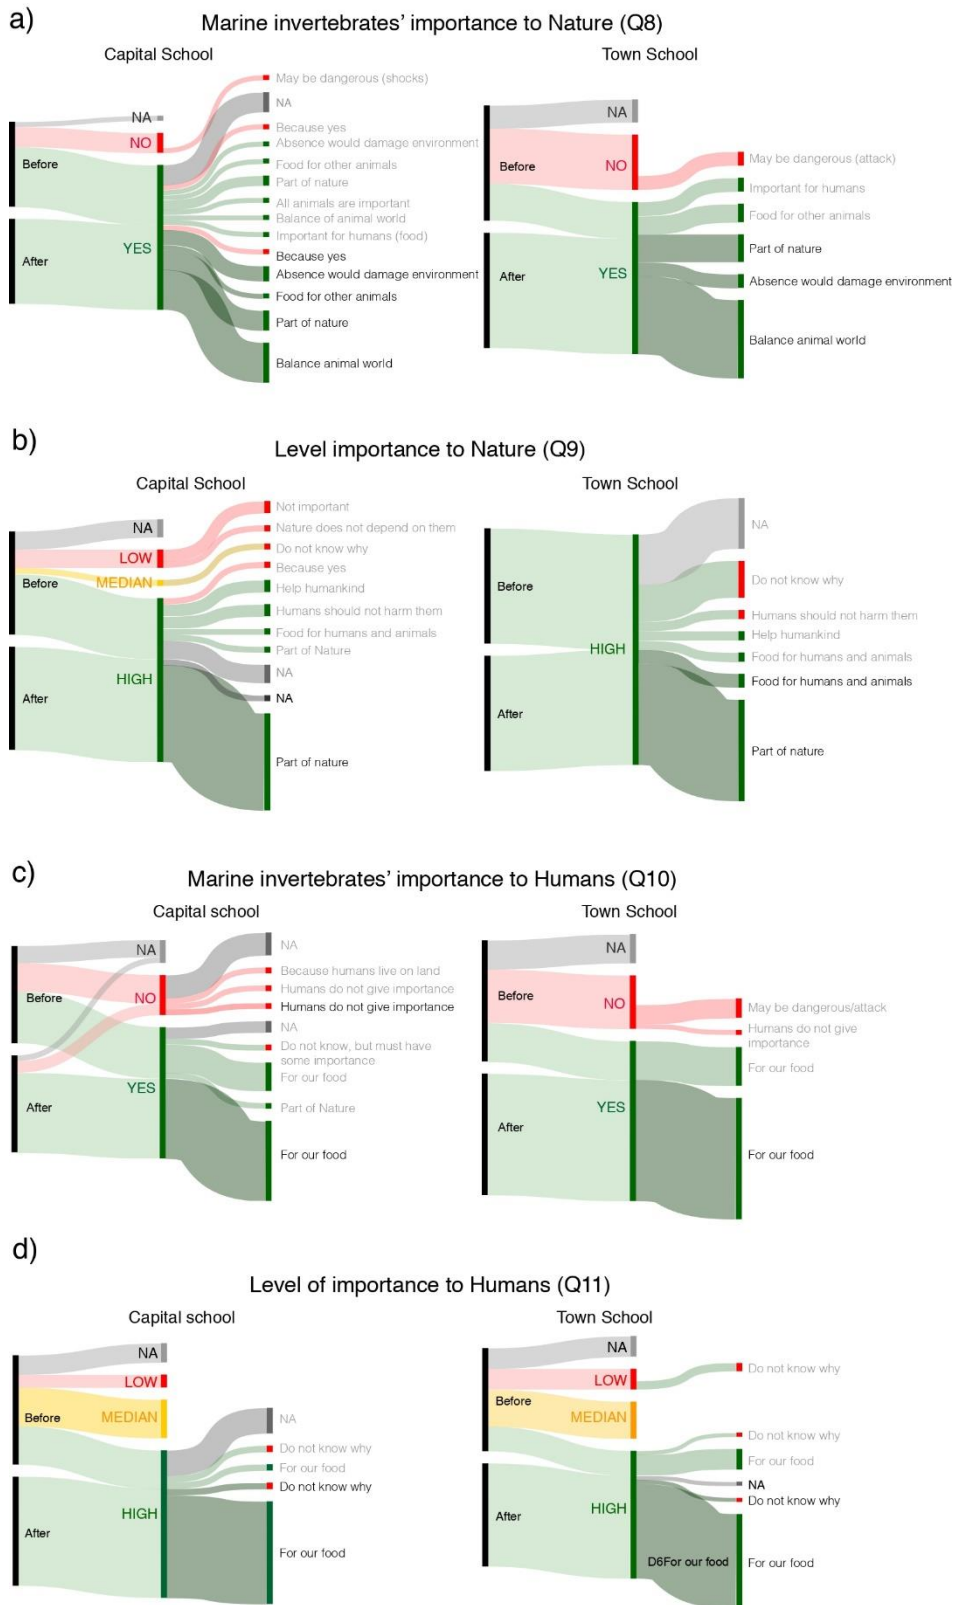 a)
Marine invertebrates’ importance to Nature (Q8)
Capital School
May be dangerous (shocks)
NA
NA
Because yes
NO
Absence would damage environment
Before
Food for other animals
Part of nature
All animals are important
Balance of animal world
Important for humans (food)
YES
Because yes
After
Absence would damage environment
Food for other animals
Part of nature
Balance animal world
Town School
NA
May be dangerous (attack)
Before
NO
Important for humans
Food for other animals
Part of nature
After
YES
Absence would damage environment
Balance animal world
b)
Level importance to Nature (Q9)
Capital School
Not important
NA
Nature does not depend on them
Do not know why
LOW
Because yes
Before
MEDIAN
Help humankind
Humans should not harm them
Food for humans and animals
Part of Nature
NA
HIGH
After
NA
Part of nature
Town School
NA
Before
Do not know why
Humans should not harm them
Help humankind
HIGH
Food for humans and animals
Food for humans and animals
After
Part of nature
c)
Marine invertebrates’ importance to Humans (Q10)
Capital school
NA
NA
Because humans live on land
Humans do not give importance
Before
NO
Humans do not give importance
NA
Do not know, but must have
some importance
For our food
YES
After
Part of Nature
For our food
Town School
NA
Before
NO
May be dangerous/attack
Humans do not give
importance
For our food
After
YES
For our food
d)
Level of importance to Humans (Q11)
Capital school
NA
LOW
Before
MEDIAN
NA
Do not know why
For our food
Do not know why
HIGH
After
For our food
Town School
NA
Do not know why
LOW
Before
MEDIAN
Do not know why
For our food
NA
Do not know why
After
HIGH
D6For our food
For our food